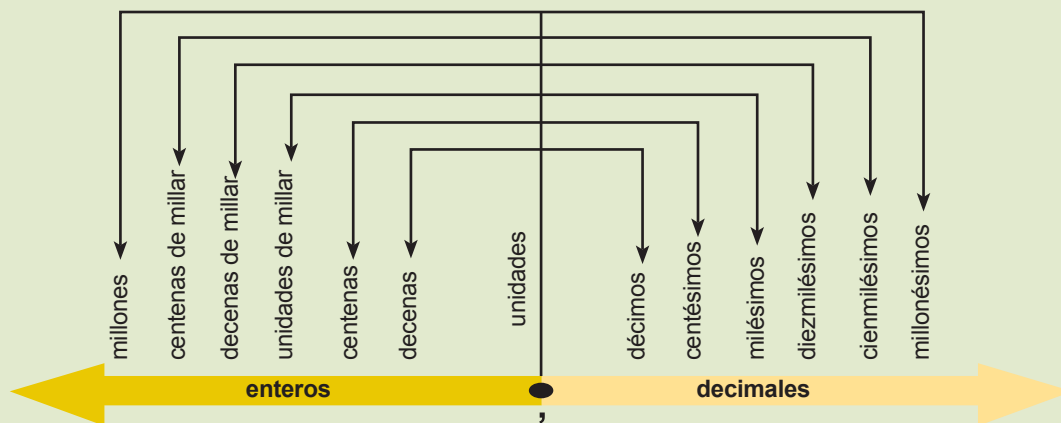 millones
centenas de millar
decenas de millar
unidades de millar
centenas
decenas
unidades
décimos
centésimos
milésimos
diezmilésimos
cienmilésimos
millonésimos
enteros
decimales
,